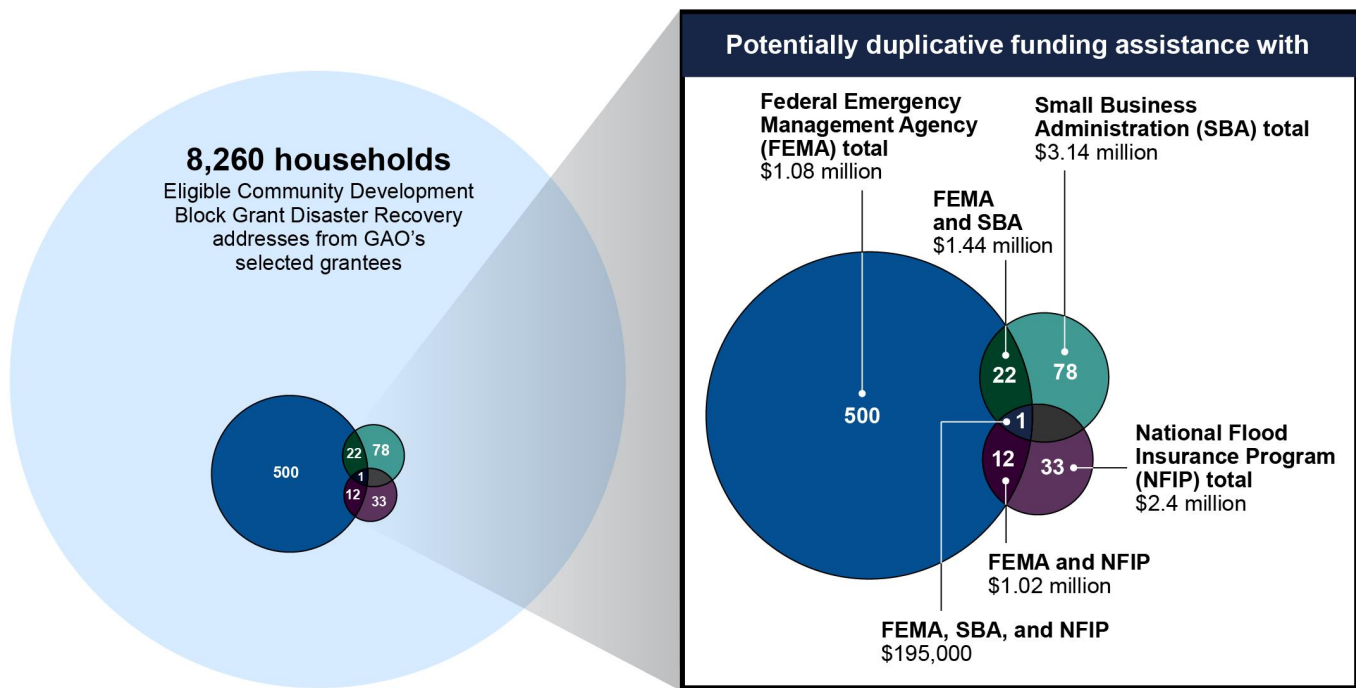 8,260 households
Eligible Community Development
Block Grant Disaster Recovery
addresses from GAO’s
selected grantees
500
22
78
1
12
33
Potentially duplicative funding assistance with
Federal Emergency
Management Agency
(FEMA) total
$1.08 million
Small Business
Administration (SBA) total
$3.14 million
FEMA
and SBA
$1.44 million
500
22
78
1
12
33
National Flood
Insurance Program
(NFIP) total
$2.4 million
FEMA and NFIP
$1.02 million
FEMA, SBA, and NFIP
$195,000